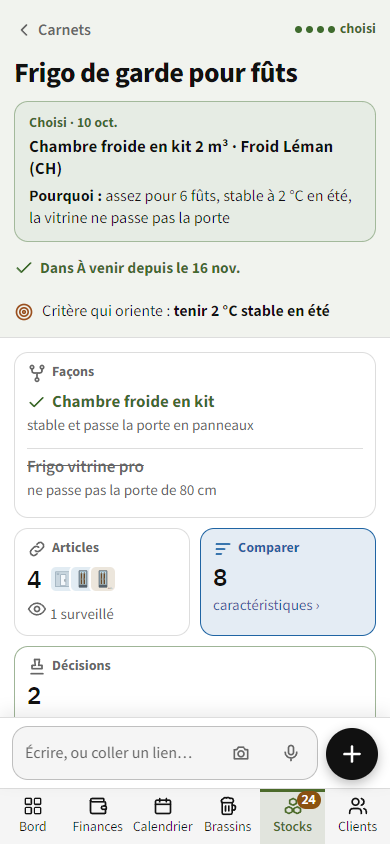 Carnets
choisi
Frigo de garde pour fûts
Choisi · 10 oct.
Chambre froide en kit 2 m³ · Froid Léman
(CH)
Pourquoi : assez pour 6 fûts, stable à 2 °C en été,
la vitrine ne passe pas la porte
Dans À venir depuis le 16 nov.
Critère qui oriente : tenir 2 °C stable en été
Façons
Chambre froide en kit
stable et passe la porte en panneaux
Frigo vitrine pro
ne passe pas la porte de 80 cm
Articles
4
1 surveillé
Comparer
8
caractéristiques ›
Décisions
2
Écrire, ou coller un lien…
24
Bord
Finances
Calendrier
Brassins
Stocks
Clients